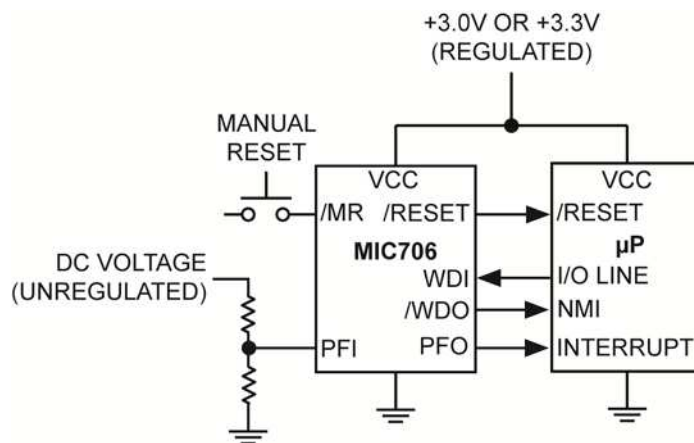 +3.0V OR +3.3V
(REGULATED)
MANUAL
RESET
VCC
VCC
/MR
/RESET
/RESET
MIC706
µP
DC VOLTAGE
(UNREGULATED)
WDI
I/O LINE
/WDO
NMI
PFI
PFO
INTERRUPT